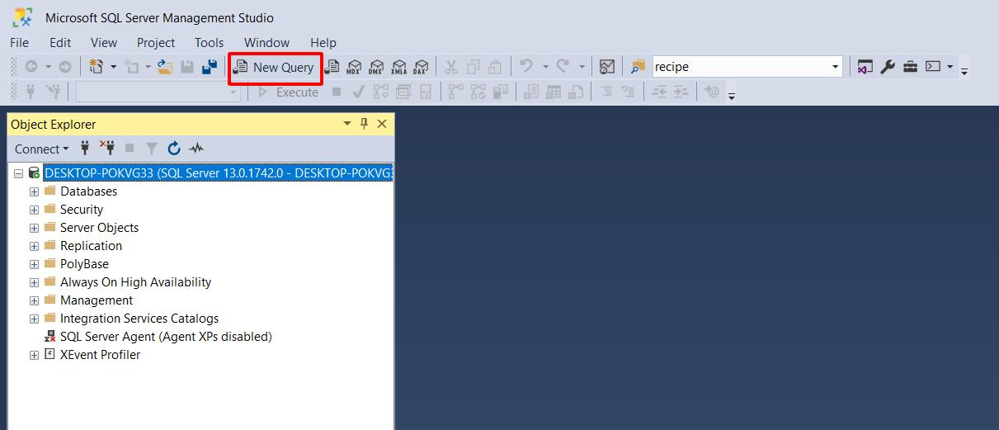 Microsoft SQL Server Management Studio
File Edit View Project Tools Window Help
New Query MDX DMX XMLA DAX recipe
Execute
Object Explorer
Connect
DESKTOP-POKVG33 (SQL Server 13.0.1742.0 - DESKTOP-POKVG3
Databases
Security
Server Objects
Replication
PolyBase
Always On High Availability
Management
Integration Services Catalogs
SQL Server Agent (Agent XPs disabled)
XEvent Profiler